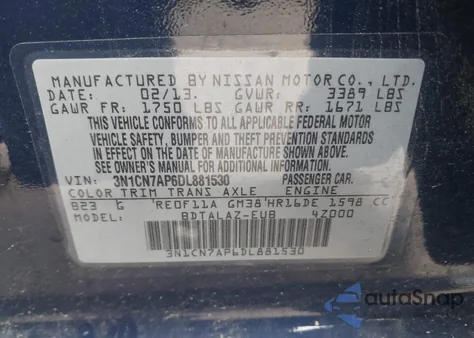 MANUFACTURED BY NISSAN MOTOR CO., LTD.
DATE: 02/13. GVWR: 3389 LBS
GAWR FR: 1750 LBS GAWR RR: 1671 LBS
THIS VEHICLE CONFORMS TO ALL APPLICABLE FEDERAL MOTOR
VEHICLE SAFETY, BUMPER AND THEFT PREVENTION STANDARDS
IN EFFECT ON THE DATE OF MANUFACTURE SHOWN ABOVE.
SEE OWNER'S MANUAL FOR ADDITIONAL INFORMATION
VIN: 3N1CN7AP6DL881530 PASSENGER CAR.
COLOR TRIM TRANS AXLE ENGINE
B23 G RE0F11A GM38 HR16DE 1598 CC
MODEL: BDTALAZ-EUB 4Z000
3N1CN7AP6DL881530
autoSnap